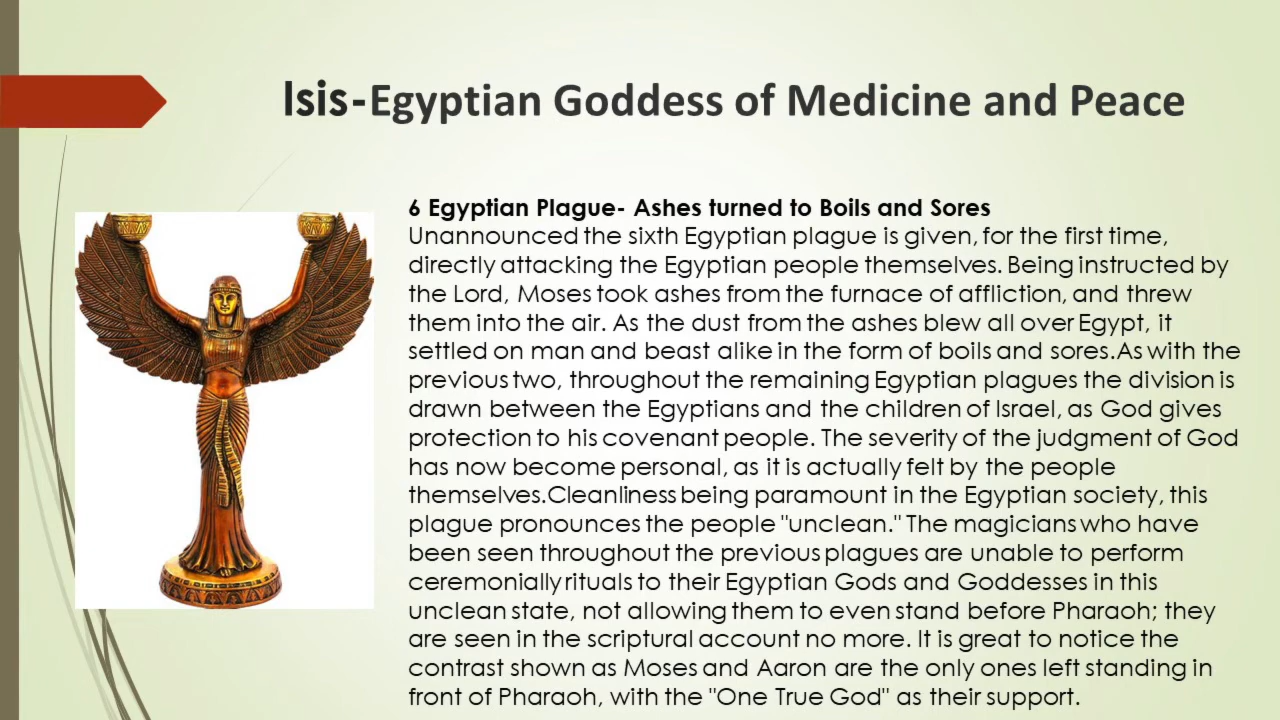 Isis-Egyptian Goddess of Medicine and Peace
6 Egyptian Plague- Ashes turned to Boils and Sores
Unannounced the sixth Egyptian plague is given, for the first time,
directly attacking the Egyptian people themselves. Being instructed by
the Lord, Moses took ashes from the furnace of affliction, and threw
them into the air. As the dust from the ashes blew all over Egypt, it
settled on man and beast alike in the form of boils and sores.As with the
previous two, throughout the remaining Egyptian plagues the division is
drawn between the Egyptians and the children of Israel, as God gives
protection to his covenant people. The severity of the judgment of God
has now become personal, as it is actually felt by the people
themselves.Cleanliness being paramount in the Egyptian society, this
plague pronounces the people "unclean." The magicians who have
been seen throughout the previous plagues are unable to perform
ceremonially rituals to their Egyptian Gods and Goddesses in this
unclean state, not allowing them to even stand before Pharaoh; they
are seen in the scriptural account no more. It is great to notice the
contrast shown as Moses and Aaron are the only ones left standing in
front of Pharaoh, with the "One True God" as their support.